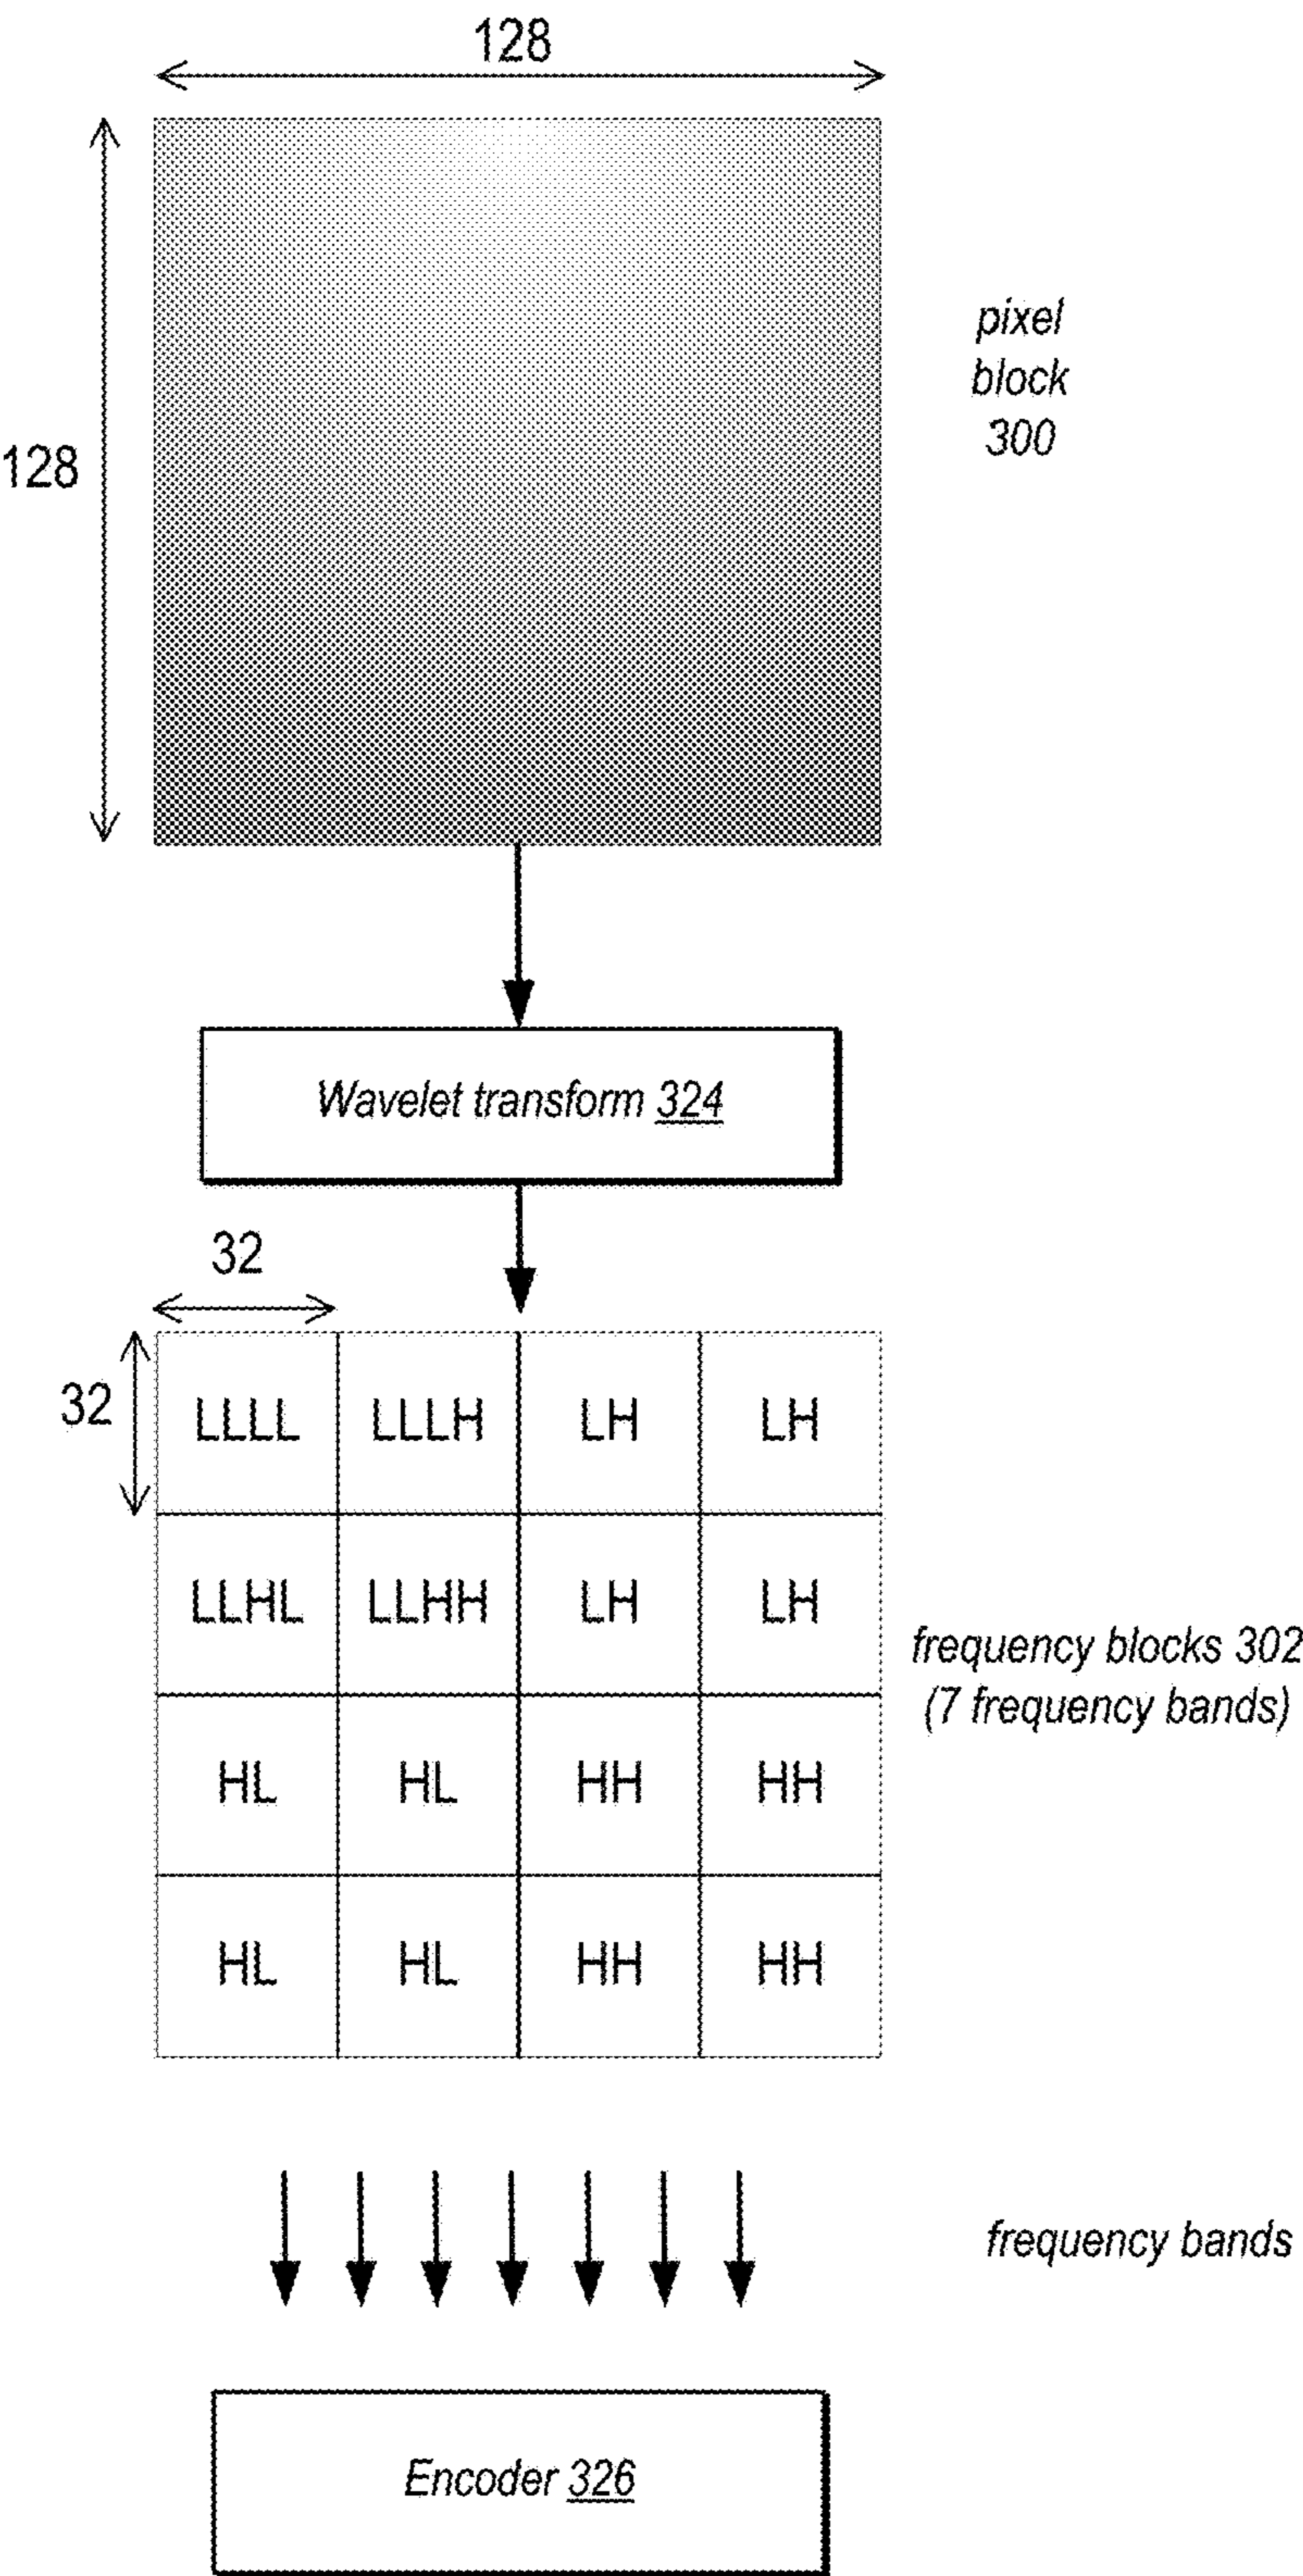 128
128
pixel
block
300
Wavelet transform 324
32
32
LLLL LLLH LH LH
LLHL LLHH LH LH
frequency blocks 302
(7 frequency bands)
HL HL HH HH
HL HL HH HH
frequency bands
Encoder 326